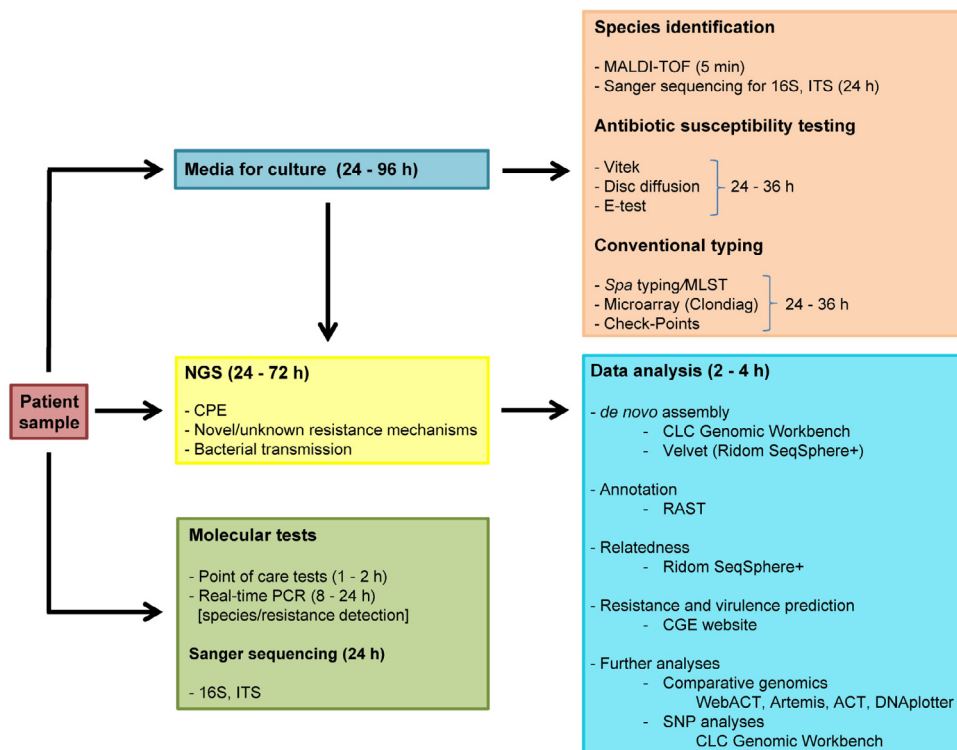 Species identification
- MALDI-TOF (5 min)
- Sanger sequencing for 16S, ITS (24 h)
Antibiotic susceptibility testing
- Vitek
- Disc diffusion
- E-test
24 - 36 h
Conventional typing
- Spa typing/MLST
- Microarray (Clondiag)
- Check-Points
24 - 36 h
Media for culture (24 - 96 h)
Patient
sample
NGS (24 - 72 h)
- CPE
- Novel/unknown resistance mechanisms
- Bacterial transmission
Data analysis (2 - 4 h)
- de novo assembly
- CLC Genomic Workbench
- Velvet (Ridom SeqSphere+)
- Annotation
- RAST
- Relatedness
- Ridom SeqSphere+
- Resistance and virulence prediction
- CGE website
- Further analyses
- Comparative genomics
WebACT, Artemis, ACT, DNAplotter
- SNP analyses
CLC Genomic Workbench
Molecular tests
- Point of care tests (1 - 2 h)
- Real-time PCR (8 - 24 h)
[species/resistance detection]
Sanger sequencing (24 h)
- 16S, ITS